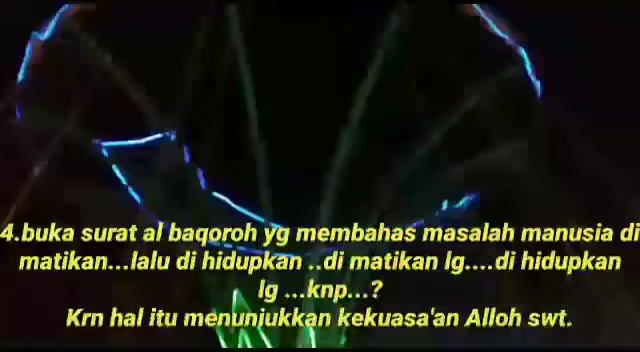 4.buka surat al baqoroh yg membahas masalah manusia di
matikan...lalu di hidupkan ..di matikan lg....di hidupkan
lg ...knp...?
Krn hal itu menunjukkan kekuasa'an Alloh swt.